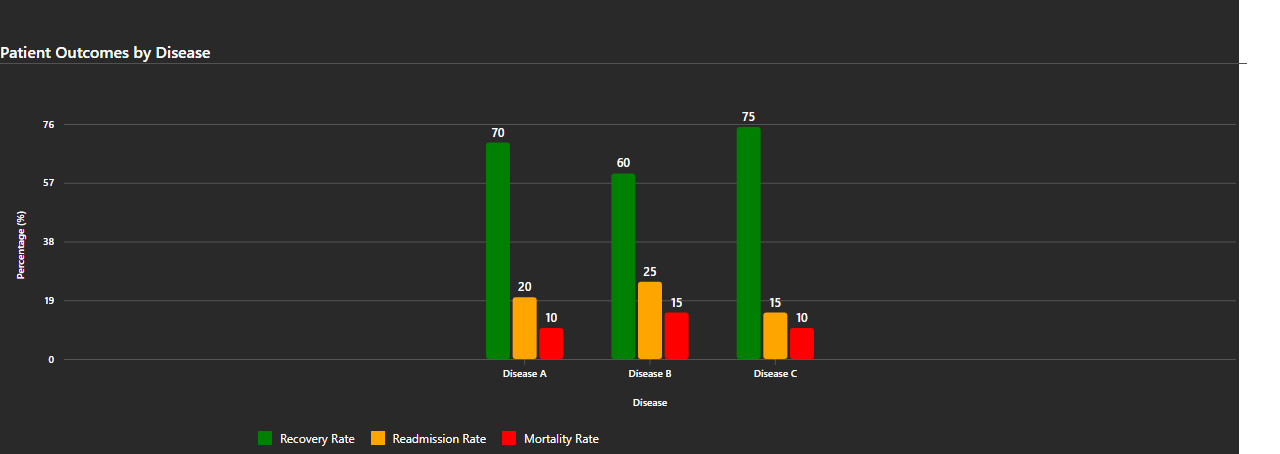 Patient Outcomes by Disease
76
57
38
19
0
Percentage (%)
70
20
10
60
25
15
75
15
10
Disease A
Disease B
Disease C
Disease
Recovery Rate
Readmission Rate
Mortality Rate